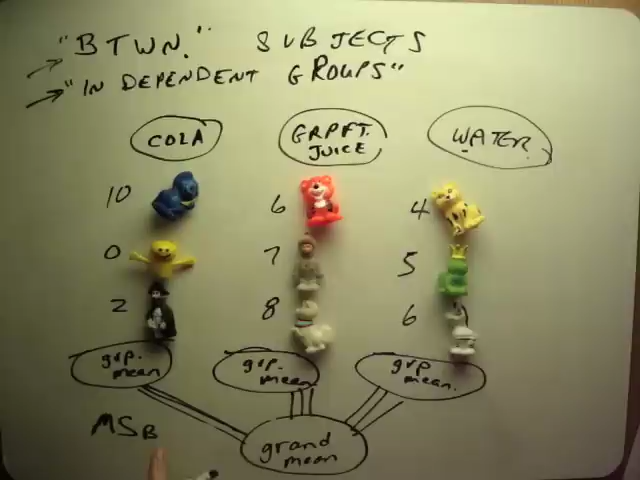 "BTWN." SUBJECTS
"INDEPENDENT GROUPS"
COLA GRPFT. JUICE WATER
10 6 4
0 7 5
2 8 6
grp. mean grp. mean grp mean.
MSB grand mean